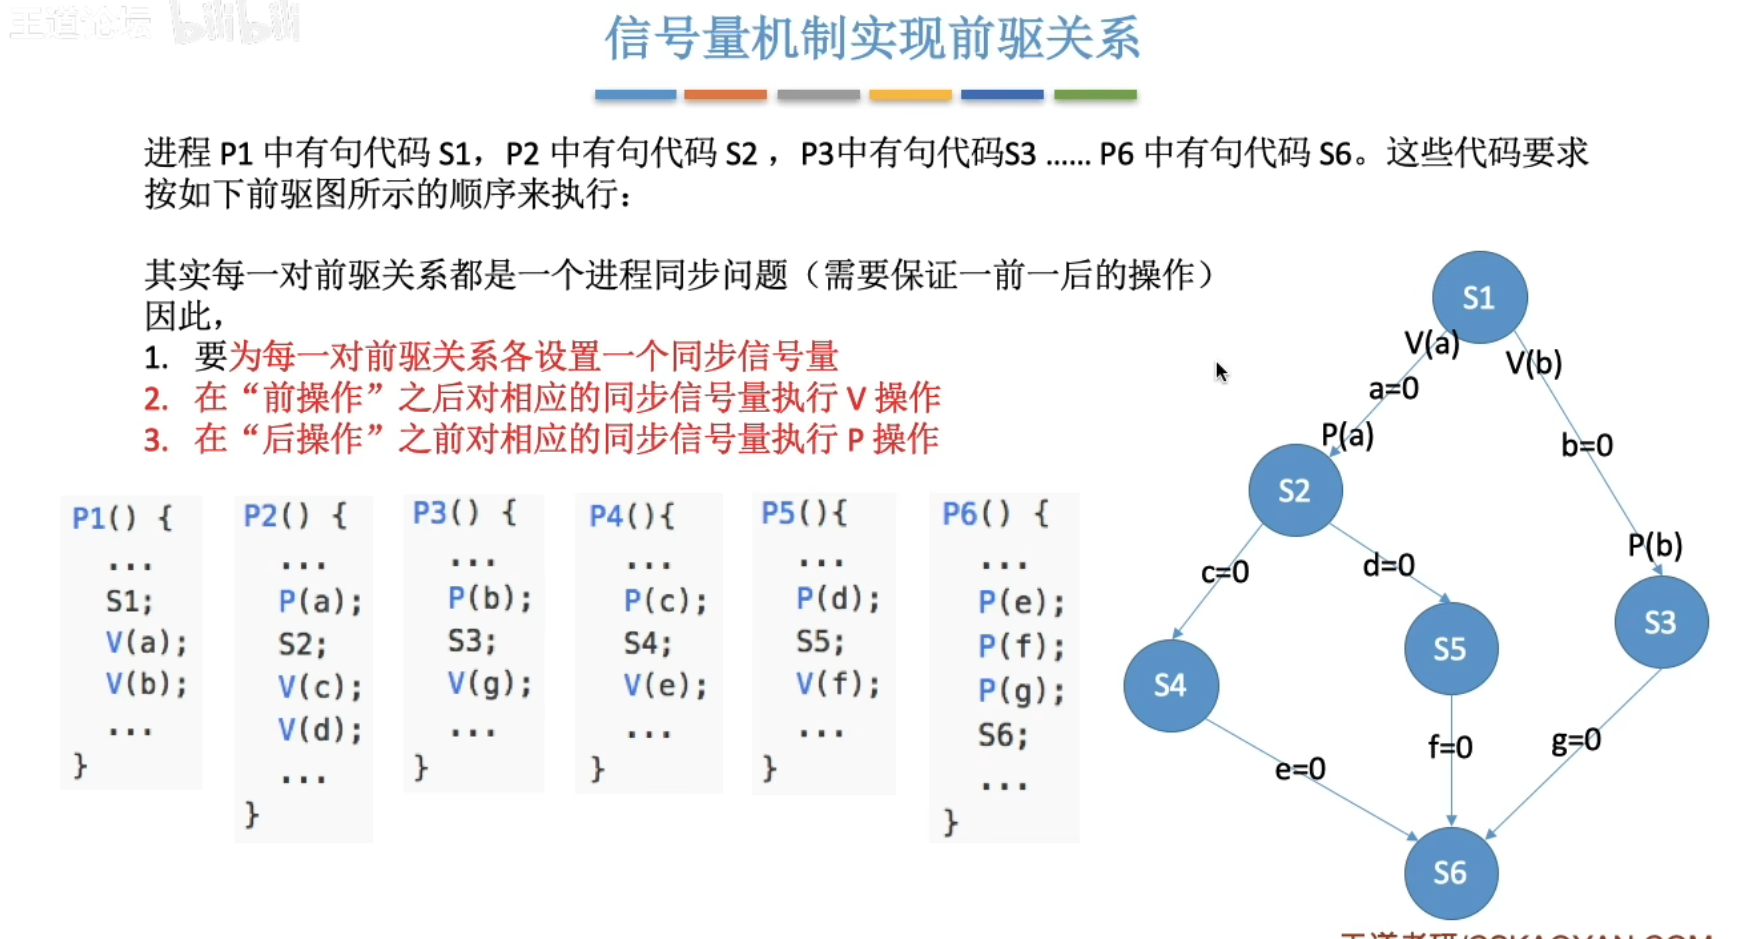 王道论坛 bilibili
信号量机制实现前驱关系
进程 P1 中有句代码 S1，P2 中有句代码 S2 ，P3中有句代码S3 ...... P6 中有句代码 S6。这些代码要求
按如下前驱图所示的顺序来执行：
其实每一对前驱关系都是一个进程同步问题（需要保证一前一后的操作）
因此，
1. 要为每一对前驱关系各设置一个同步信号量
2. 在“前操作”之后对相应的同步信号量执行 V 操作
3. 在“后操作”之前对相应的同步信号量执行 P 操作
P1() {
...
S1;
V(a);
V(b);
...
}
P2() {
...
P(a);
S2;
V(c);
V(d);
...
}
P3() {
...
P(b);
S3;
V(g);
...
}
P4(){
...
P(c);
S4;
V(e);
...
}
P5(){
...
P(d);
S5;
V(f);
...
}
P6() {
...
P(e);
P(f);
P(g);
S6;
...
}
S1
V(a)
V(b)
a=0
P(a)
b=0
S2
P(b)
c=0
d=0
S3
S5
S4
f=0
g=0
e=0
S6
王道考研/CSKAOYAN.COM